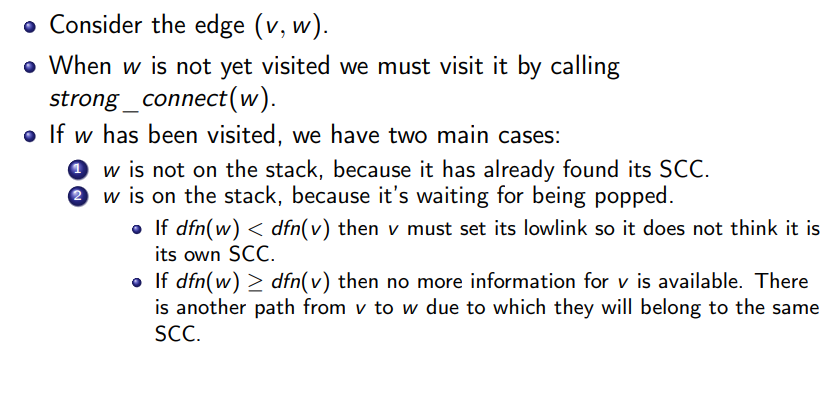 Consider the edge (v, w).
When w is not yet visited we must visit it by calling
strong_connect(w).
If w has been visited, we have two main cases:
1 w is not on the stack, because it has already found its SCC.
2 w is on the stack, because it's waiting for being popped.
If dfn(w) < dfn(v) then v must set its lowlink so it does not think it is
its own SCC.
If dfn(w) ≥ dfn(v) then no more information for v is available. There
is another path from v to w due to which they will belong to the same
SCC.